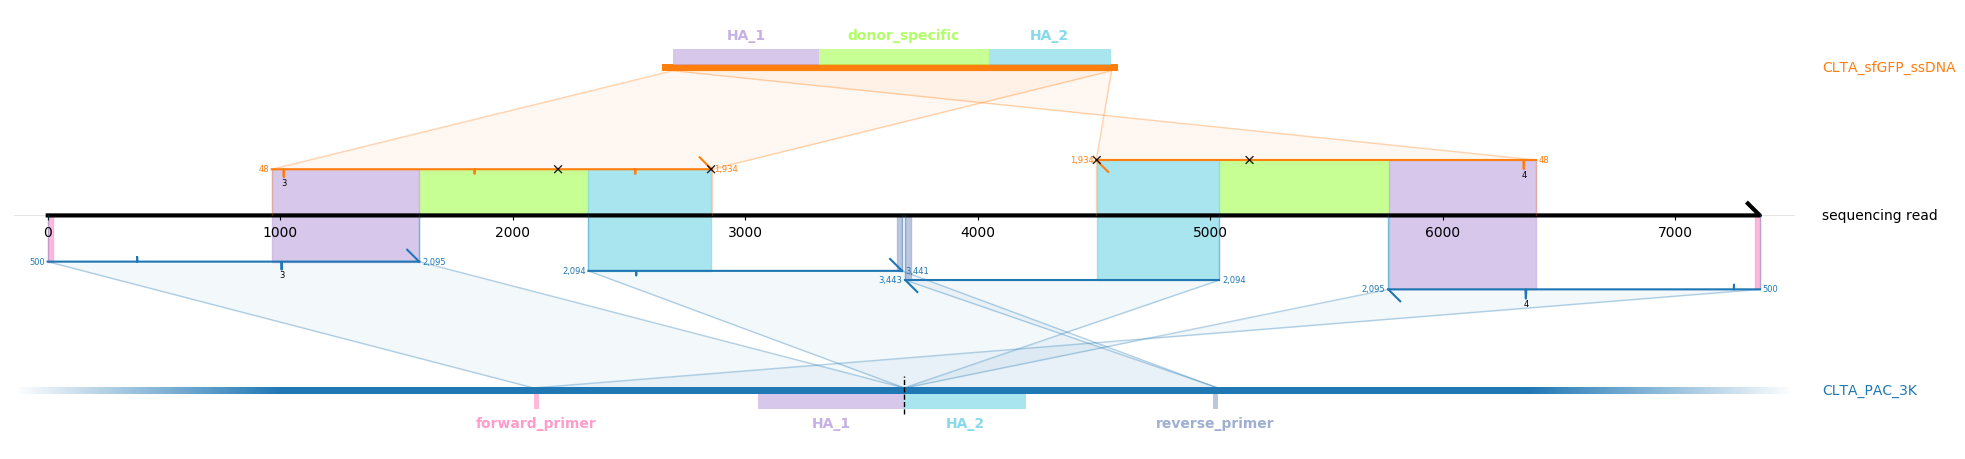 HA_1 donor_specific HA_2
CLTA_sfGFP_ssDNA
1,934 48
48 1,934
3 4
sequencing read
0 1000 2000 3000 4000 5000 6000 7000
500 2,095
2,094 3,441
3,443 2,094
2,095 500
3
4
CLTA_PAC_3K
forward_primer HA_1 HA_2 reverse_primer